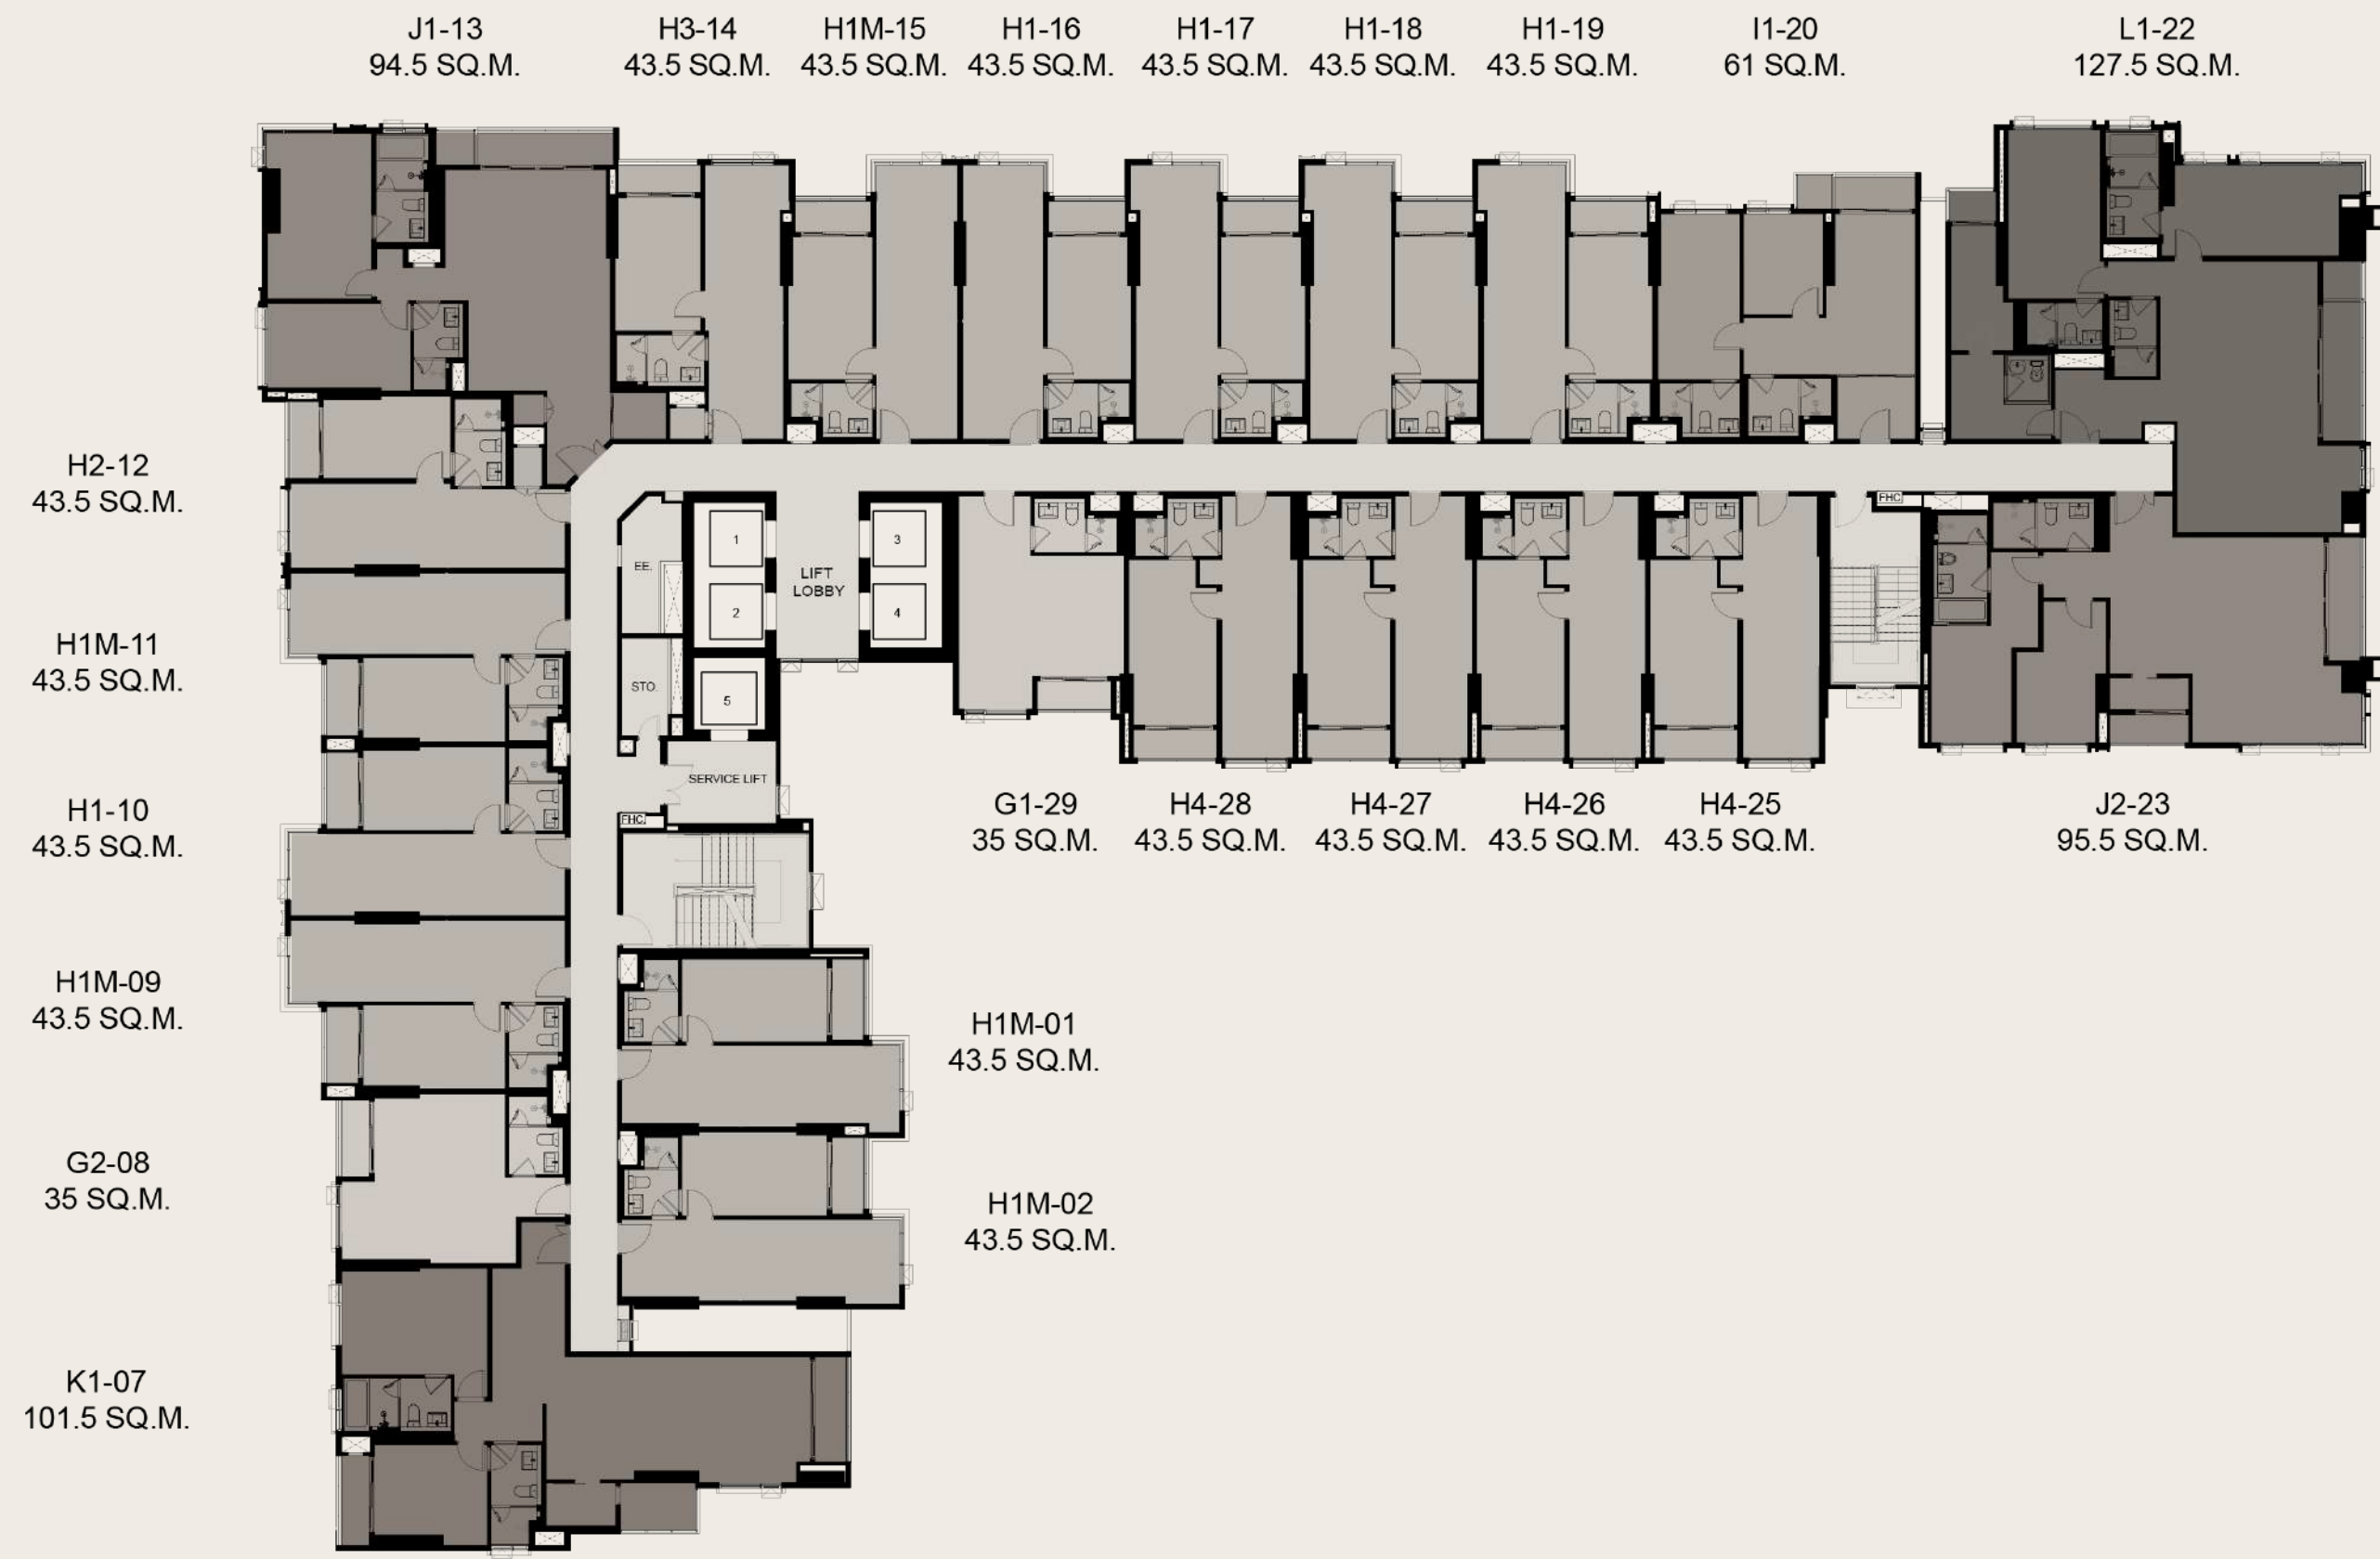 J1-13
94.5 SQ.M.
H3-14
43.5 SQ.M.
H1M-15
43.5 SQ.M.
H1-16
43.5 SQ.M.
H1-17
43.5 SQ.M.
H1-18
43.5 SQ.M.
H1-19
43.5 SQ.M.
I1-20
61 SQ.M.
L1-22
127.5 SQ.M.
H2-12
43.5 SQ.M.
H1M-11
43.5 SQ.M.
H1-10
43.5 SQ.M.
H1M-09
43.5 SQ.M.
G2-08
35 SQ.M.
K1-07
101.5 SQ.M.
EE.
1
2
3
4
LIFT
LOBBY
STO.
5
SERVICE LIFT
FHC.
FHC
G1-29
35 SQ.M.
H4-28
43.5 SQ.M.
H4-27
43.5 SQ.M.
H4-26
43.5 SQ.M.
H4-25
43.5 SQ.M.
J2-23
95.5 SQ.M.
H1M-01
43.5 SQ.M.
H1M-02
43.5 SQ.M.